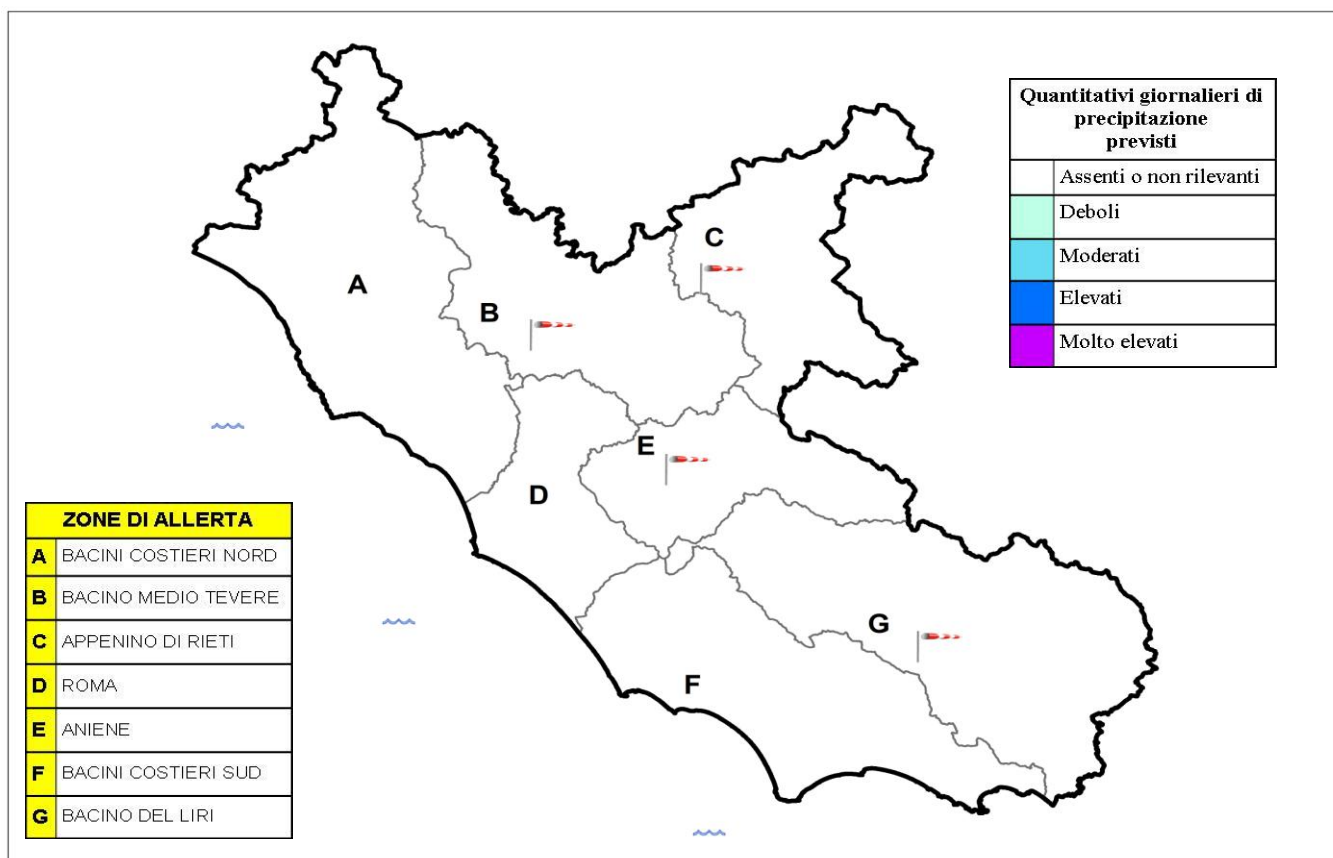 Quantitativi giornalieri di
precipitazione
previsti
Assenti o non rilevanti
Deboli
Moderati
Elevati
Molto elevati
C
A
B
E
D
G
F
ZONE DI ALLERTA
A BACINI COSTIERI NORD
B BACINO MEDIO TEVERE
C APPENINO DI RIETI
D ROMA
E ANIENE
F BACINI COSTIERI SUD
G BACINO DEL LIRI